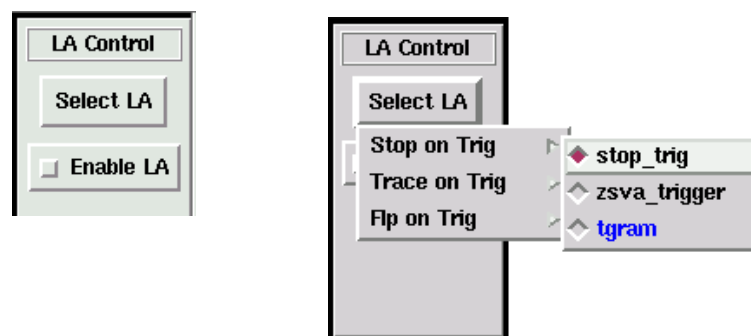 LA Control
Select LA
Enable LA
LA Control
Select LA
Stop on Trig
Trace on Trig
Flp on Trig
stop_trig
zsva_trigger
tgram